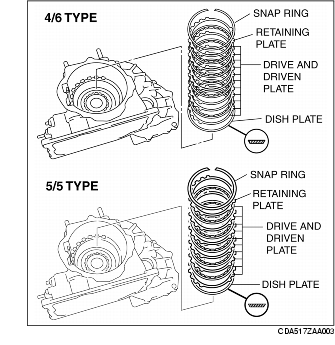 4/6 TYPE
SNAP RING
RETAINING
PLATE
DRIVE AND
DRIVEN
PLATE
DISH PLATE
5/5 TYPE
SNAP RING
RETAINING
PLATE
DRIVE AND
DRIVEN
PLATE
DISH PLATE
CDA517ZAA003